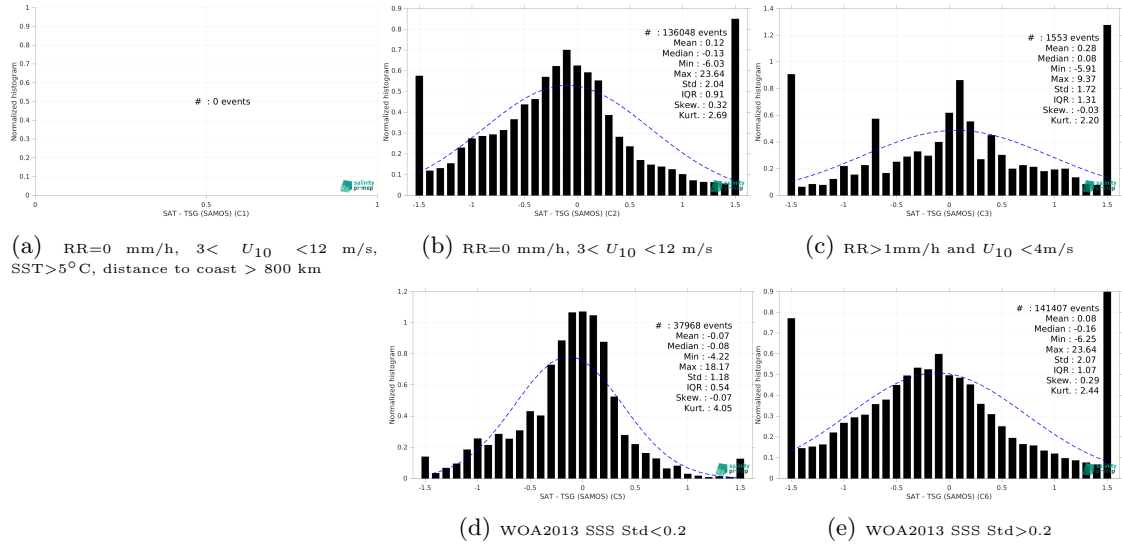 1
0.9
0.8
0.7
0.6
0.5
0.4
0.3
0.2
0.1
0
Normalized histogram
# : 0 events
0
0.5
1
SAT - TSG (SAMOS) (C1)
salinity
pi-mep
(a) RR=0 mm/h, 3< U10 <12 m/s,
SST>5°C, distance to coast > 800 km
0.9
0.8
0.7
0.6
0.5
0.4
0.3
0.2
0.1
0
Normalized histogram
# : 136048 events
Mean : 0.12
Median : -0.13
Min : -6.03
Max : 23.64
Std : 2.04
IQR : 0.91
Skew. : 0.32
Kurt. : 2.69
-1.5
-1
-0.5
0
0.5
1
1.5
SAT - TSG (SAMOS) (C2)
salinity
pi-mep
(b) RR=0 mm/h, 3< U10 <12 m/s
1.4
1.2
1
0.8
0.6
0.4
0.2
0
Normalized histogram
# : 1553 events
Mean : 0.28
Median : 0.08
Min : -5.91
Max : 9.37
Std : 1.72
IQR : 1.31
Skew. : -0.03
Kurt. : 2.20
-1.5
-1
-0.5
0
0.5
1
1.5
SAT - TSG (SAMOS) (C3)
salinity
pi-mep
(c) RR>1mm/h and U10 <4m/s
1.2
1
0.8
0.6
0.4
0.2
0
Normalized histogram
# : 37968 events
Mean : -0.07
Median : -0.08
Min : -4.22
Max : 18.17
Std : 1.18
IQR : 0.54
Skew. : -0.07
Kurt. : 4.05
-1.5
-1
-0.5
0
0.5
1
1.5
SAT - TSG (SAMOS) (C5)
salinity
pi-mep
(d) WOA2013 SSS Std<0.2
0.9
0.8
0.7
0.6
0.5
0.4
0.3
0.2
0.1
0
Normalized histogram
# : 141407 events
Mean : 0.08
Median : -0.16
Min : -6.25
Max : 23.64
Std : 2.07
IQR : 1.07
Skew. : 0.29
Kurt. : 2.44
-1.5
-1
-0.5
0
0.5
1
1.5
SAT - TSG (SAMOS) (C6)
salinity
pi-mep
(e) WOA2013 SSS Std>0.2